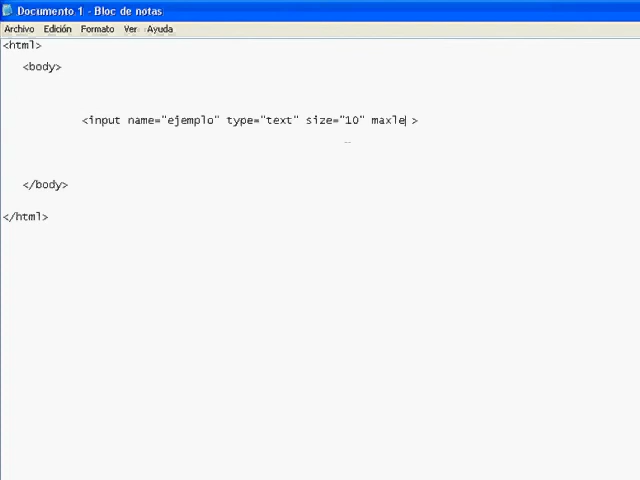 Documento 1 - Bloc de notas
Archivo Edición Formato Ver Ayuda
<html>
<body>
<input name="ejemplo" type="text" size="10" maxle >
</body>
</html>